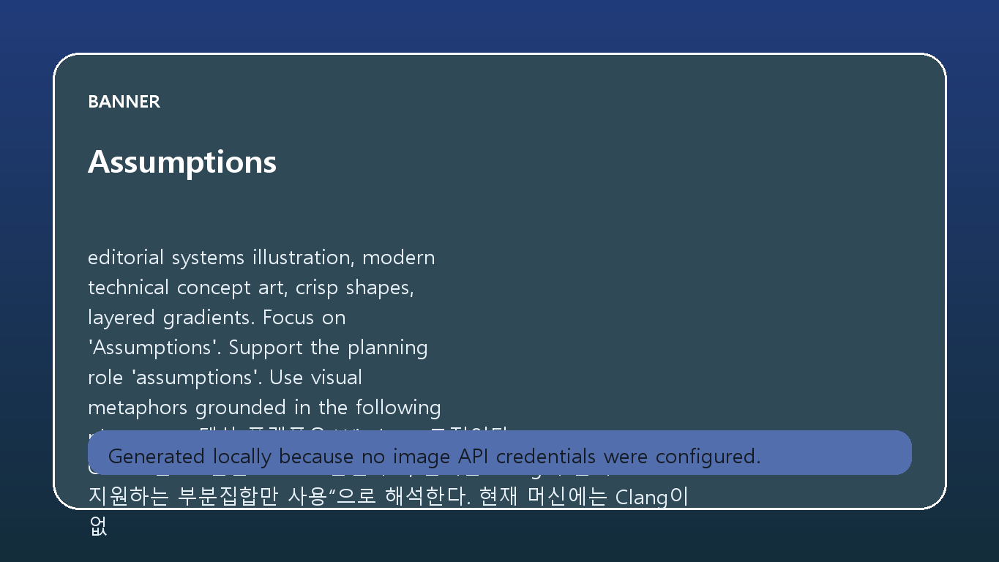 BANNER
Assumptions
editorial systems illustration, modern
technical concept art, crisp shapes,
layered gradients. Focus on
'Assumptions'. Support the planning
role 'assumptions'. Use visual
metaphors grounded in the following
Generated locally because no image API credentials were configured.
지원하는 부분집합만 사용”으로 해석한다. 현재 머신에는 Clang이
없